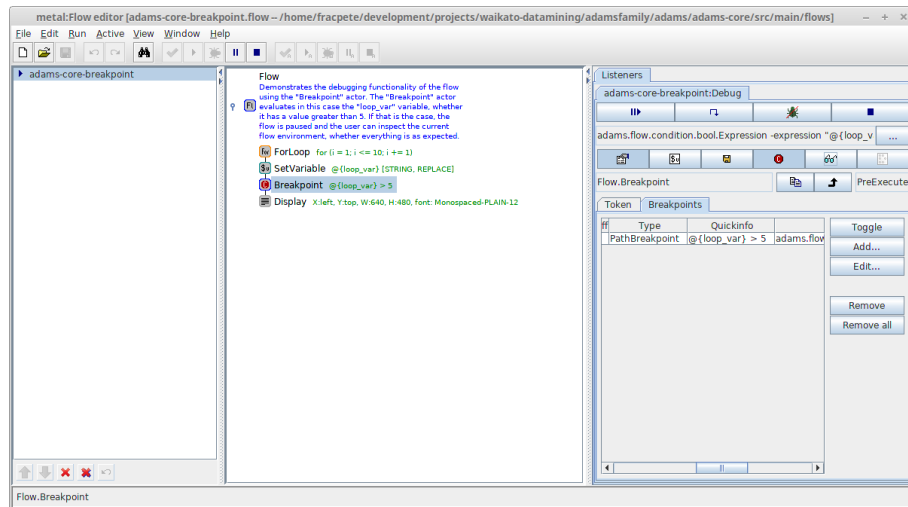 metal:Flow editor [adams-core-breakpoint.flow -- /home/fracpete/development/projects/waikato-datamining/adamsfamily/adams/adams-core/src/main/flows]
File Edit Run Active View Window Help
adams-core-breakpoint
Flow
Demonstrates the debugging functionality of the flow
using the "Breakpoint" actor. The "Breakpoint" actor
evaluates in this case the "loop_var" variable, whether
it has a value greater than 5. If that is the case, the
flow is paused and the user can inspect the current
flow environment, whether everything is as expected.
ForLoop for (i = 1; i <= 10; i += 1)
SetVariable @{loop_var} [STRING, REPLACE]
Breakpoint @{loop_var} > 5
Display X:left, Y:top, W:640, H:480, font: Monospaced-PLAIN-12
Listeners
adams-core-breakpoint:Debug
adams.flow.condition.bool.Expression -expression "@{loop_v ...
Flow.Breakpoint PreExecute
Token Breakpoints
ff Type Quickinfo
PathBreakpoint @{loop_var} > 5 adams.flow
Toggle
Add...
Edit...
Remove
Remove all
Flow.Breakpoint